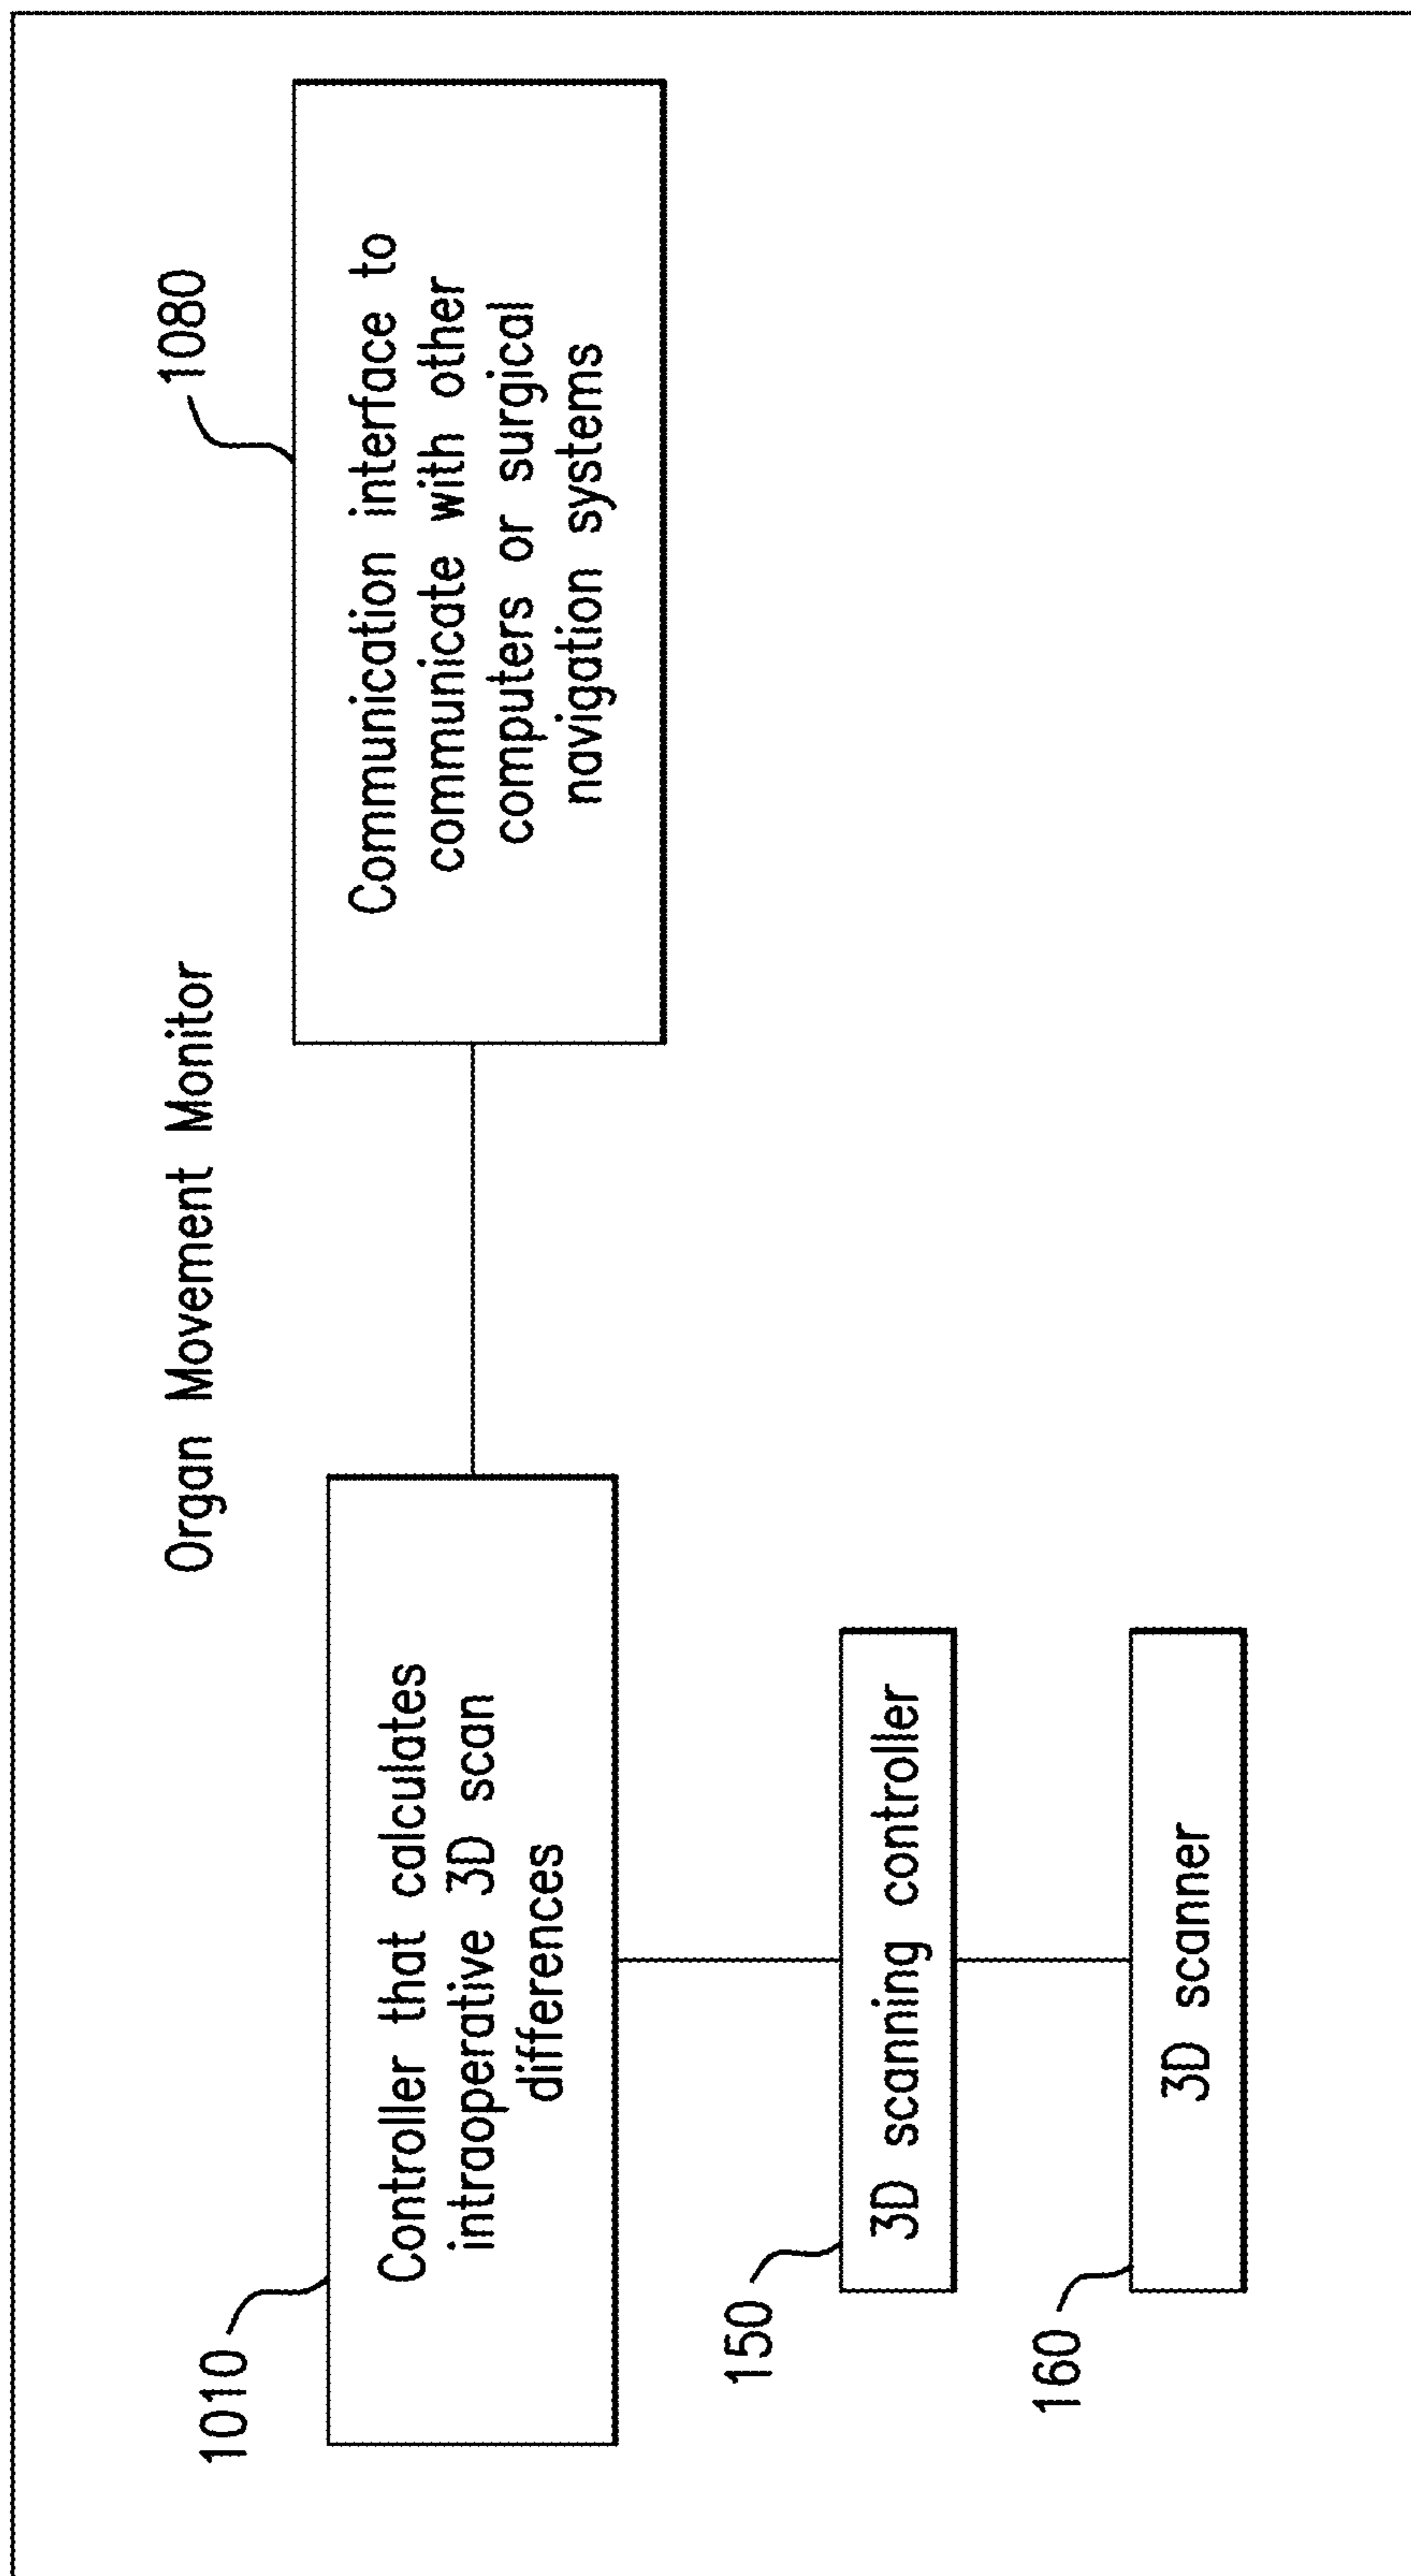 Organ Movement Monitor
1010
Controller that calculates
intraoperative 3D scan
differences
1080
Communication interface to
communicate with other
computers or surgical
navigation systems
150
3D scanning controller
160
3D scanner